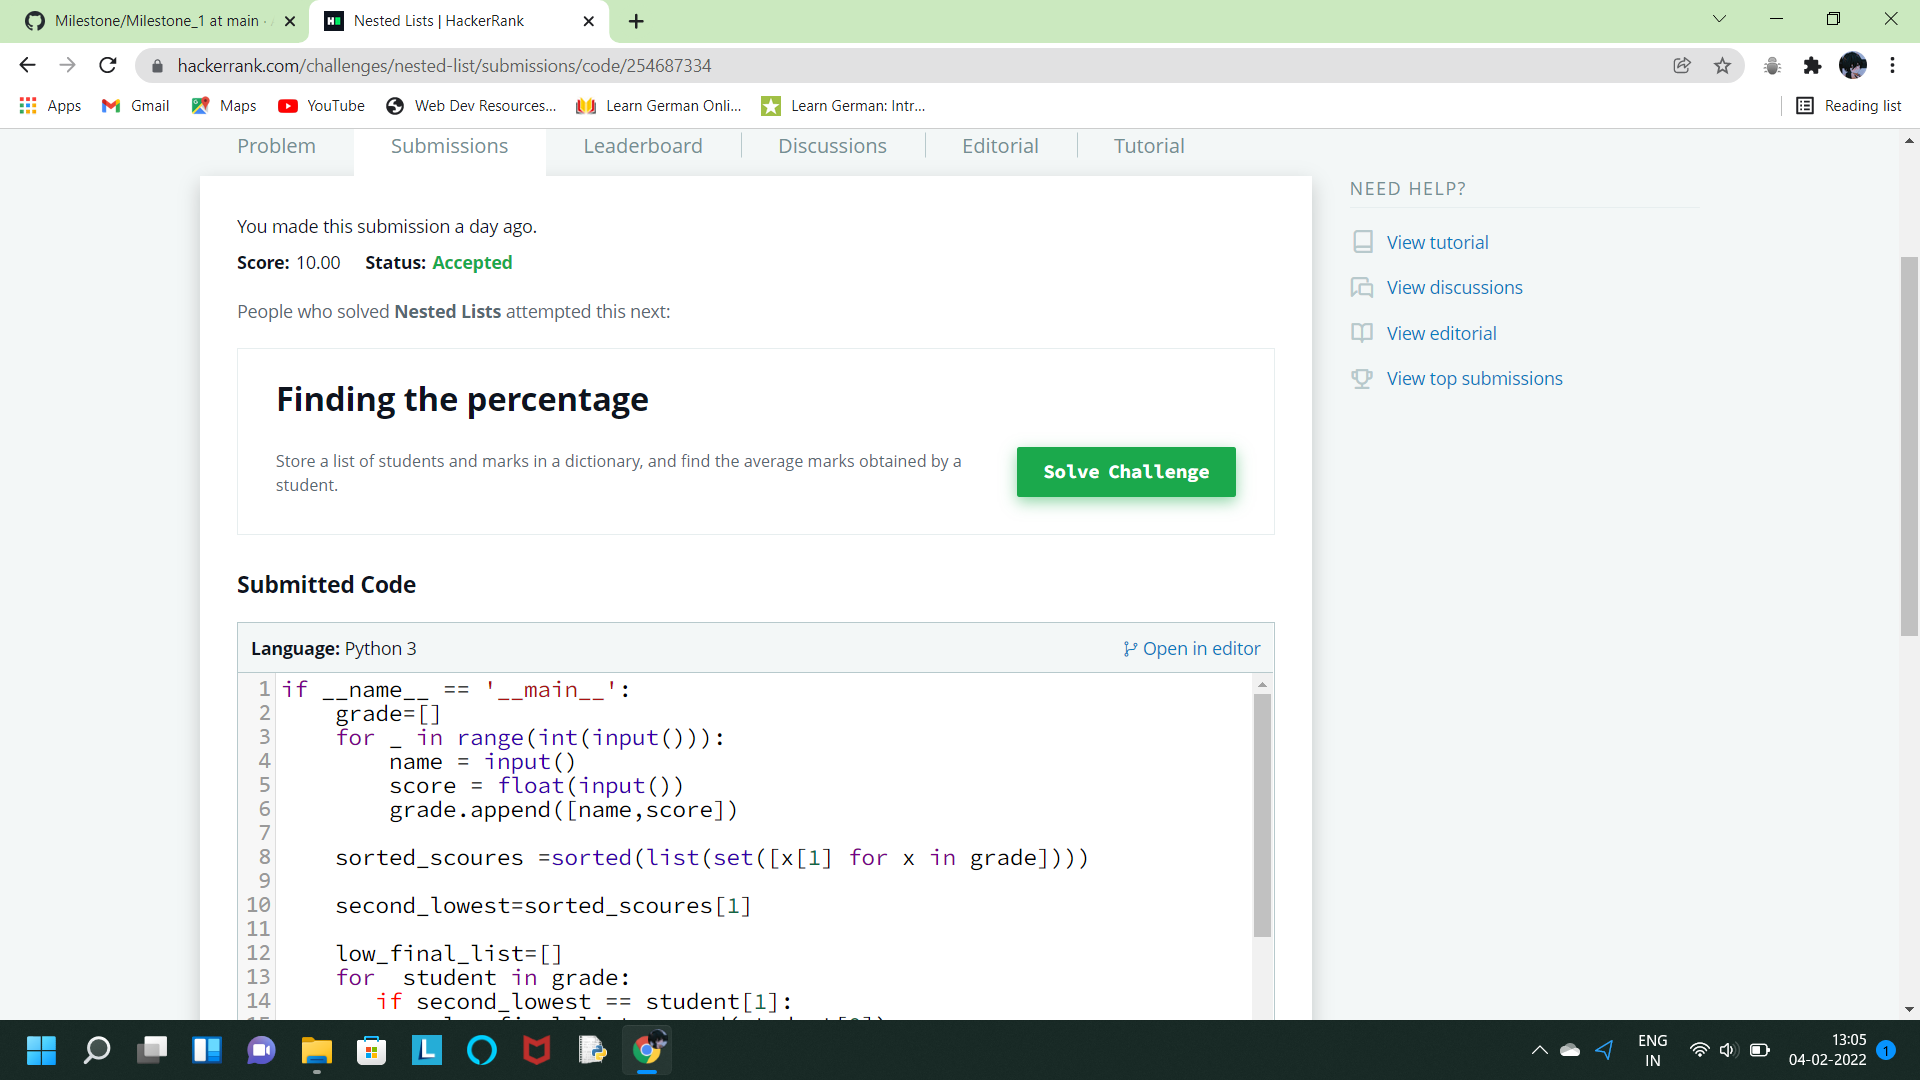 Milestone/Milestone_1 at main ·
Nested Lists | HackerRank
hackerrank.com/challenges/nested-list/submissions/code/254687334
Apps
Gmail
Maps
YouTube
Web Dev Resources...
Learn German Onli...
Learn German: Intr...
Reading list
Problem
Submissions
Leaderboard
Discussions
Editorial
Tutorial
You made this submission a day ago.
Score: 10.00 Status: Accepted
People who solved Nested Lists attempted this next:
Finding the percentage
Store a list of students and marks in a dictionary, and find the average marks obtained by a
student.
Solve Challenge
Submitted Code
Language: Python 3
Open in editor
1 if __name__ == '__main__':
2     grade=[]
3     for _ in range(int(input())):
4         name = input()
5         score = float(input())
6         grade.append([name,score])
7
8     sorted_scoures =sorted(list(set([x[1] for x in grade])))
9
10     second_lowest=sorted_scoures[1]
11
12     low_final_list=[]
13     for  student in grade:
14        if second_lowest == student[1]:
NEED HELP?
View tutorial
View discussions
View editorial
View top submissions
ENG
IN
13:05
04-02-2022
1